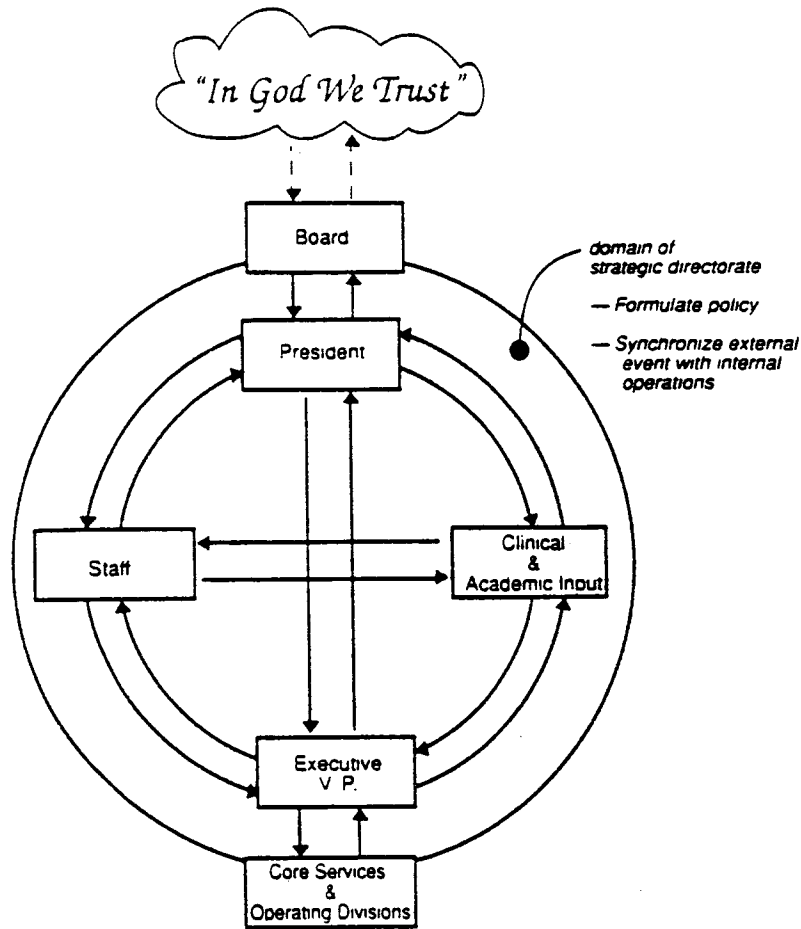 "In God We Trust"
Board
domain of
strategic directorate
— Formulate policy
— Synchronize external
event with internal
operations
President
Staff
Clinical
&
Academic Input
Executive
V. P.
Core Services
&
Operating Divisions